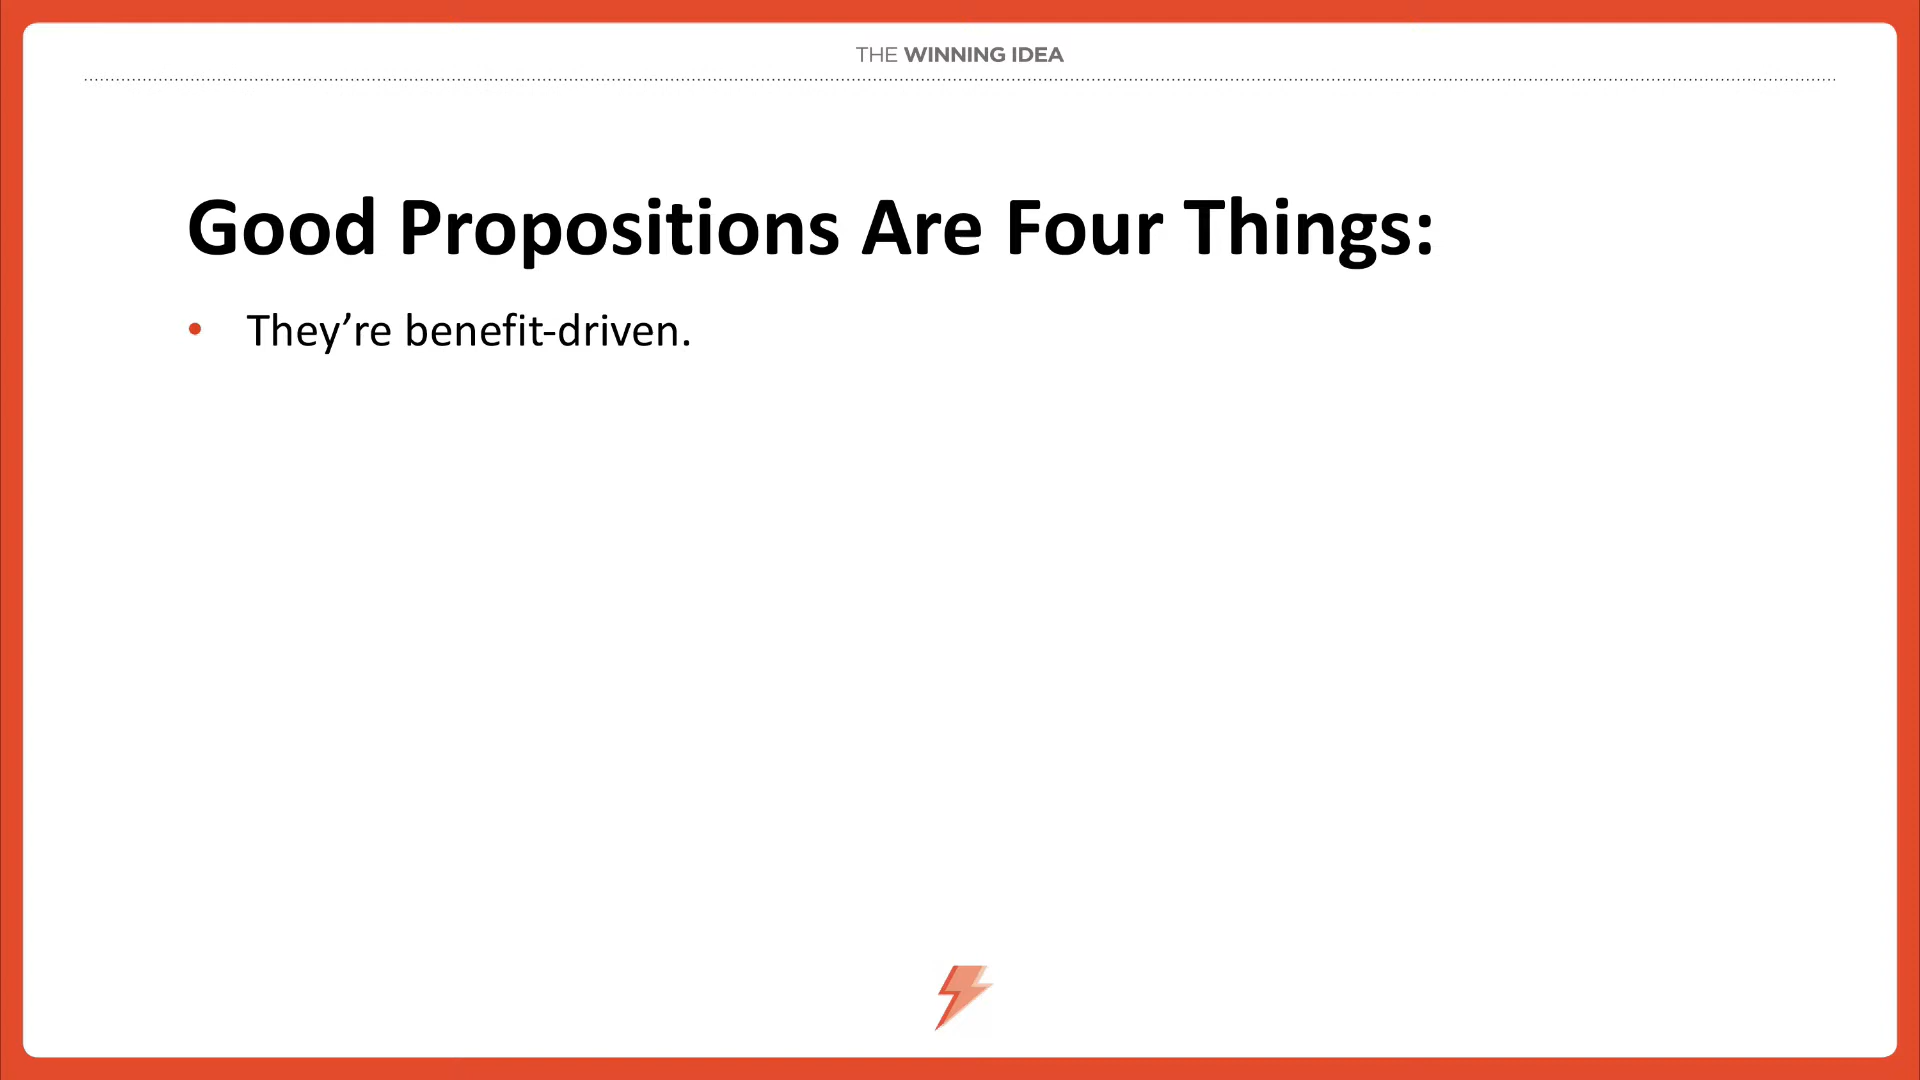 THE WINNING IDEA
Good Propositions Are Four Things:
• They’re benefit-driven.